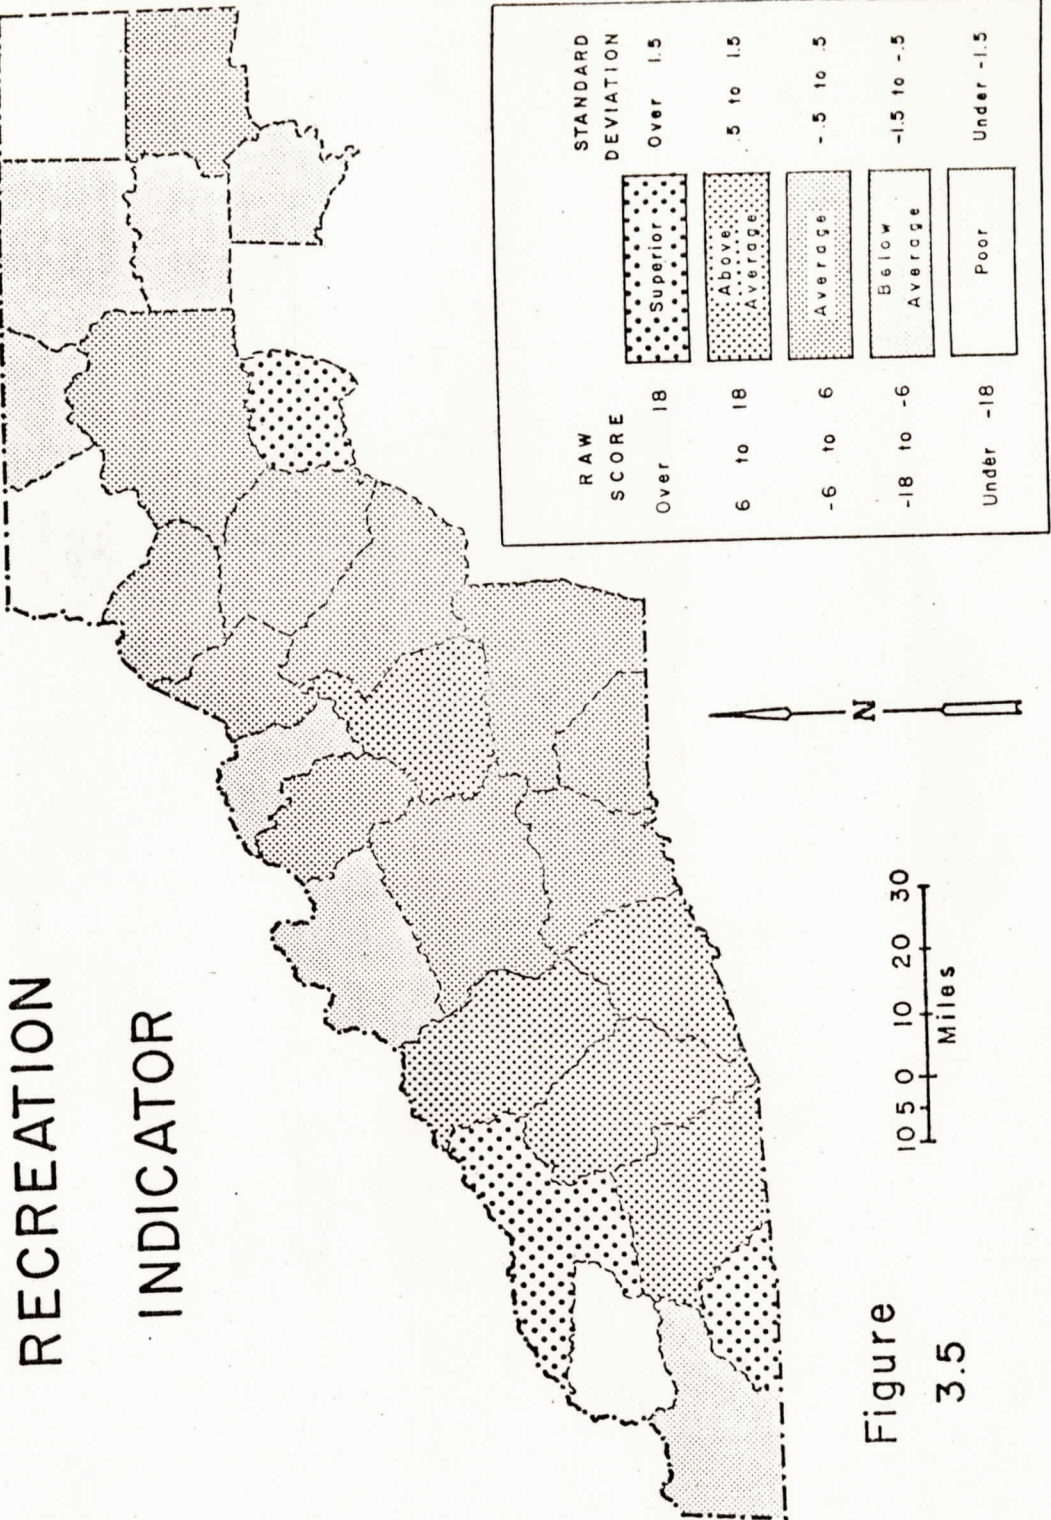 RECREATION
INDICATOR
RAW
SCORE
STANDARD
DEVIATION
Over 18 Superior Over 1.5
6 to 18 Above
Average .5 to 1.5
-6 to 6 Average -.5 to .5
-18 to -6 Below
Average -1.5 to -.5
Under -18 Poor Under -1.5
N
10 5 0 10 20 30
Miles
Figure
3.5